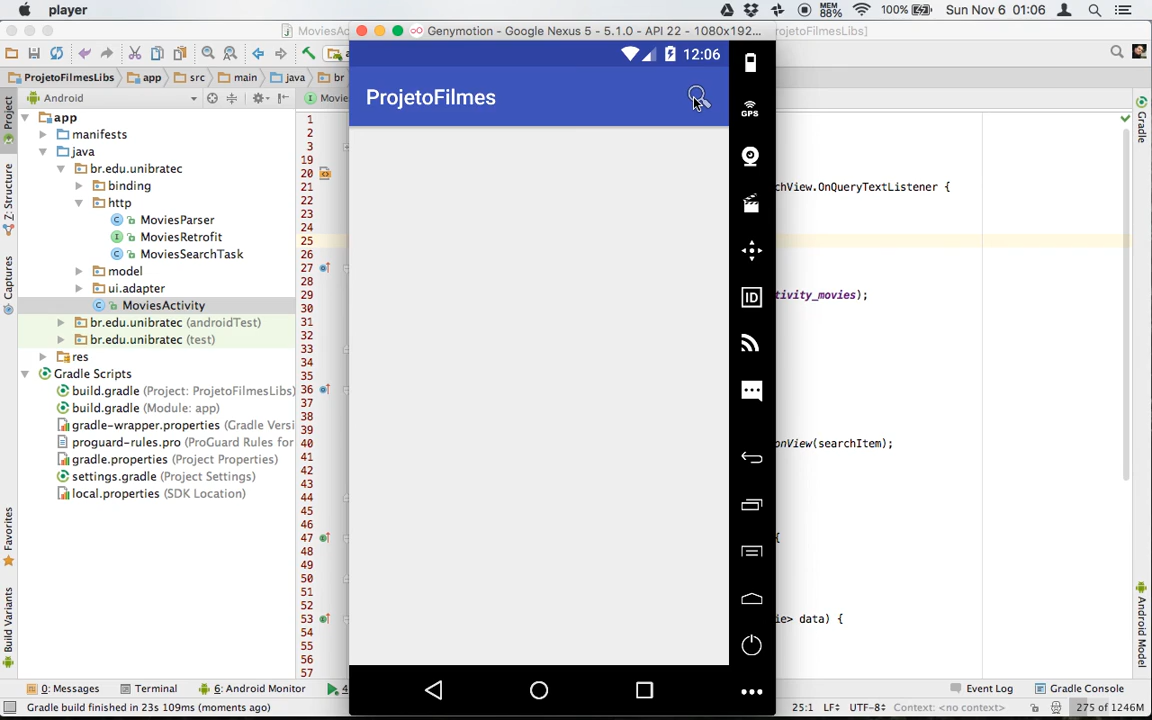 player
MEM
88%
100%
Sun Nov 6 01:06
MoviesAc
Genymotion - Google Nexus 5 - 5.1.0 - API 22 - 1080x192...
rojetoFilmes]
ProjetoFilmesLibs
app
src
main
java
br
Android
Movie
Project
Z: Structure
Captures
Favorites
Build Variants
Gradle
Android Model
app
manifests
java
br.edu.unibratec
binding
http
MoviesParser
MoviesRetrofit
MoviesSearchTask
model
ui.adapter
MoviesActivity
br.edu.unibratec (androidTest)
br.edu.unibratec (test)
res
Gradle Scripts
build.gradle (Project: ProjetoFilmesLibs)
build.gradle (Module: app)
gradle-wrapper.properties (Gradle Versi
proguard-rules.pro (ProGuard Rules for
gradle.properties (Project Properties)
settings.gradle (Project Settings)
local.properties (SDK Location)
1
2
3
19
20
21
22
23
24
25
26
27
28
29
30
31
32
33
34
35
36
37
38
39
40
41
42
43
44
45
46
47
48
49
50
51
52
53
54
55
56
57
12:06
ProjetoFilmes
GPS
ID
chView.OnQueryTextListener {
tivity_movies);
onView(searchItem);
{
ie> data) {
0: Messages
Terminal
6: Android Monitor
4
Event Log
Gradle Console
Gradle build finished in 23s 109ms (moments ago)
25:1
LF
UTF-8
Context: <no context>
275 of 1246M